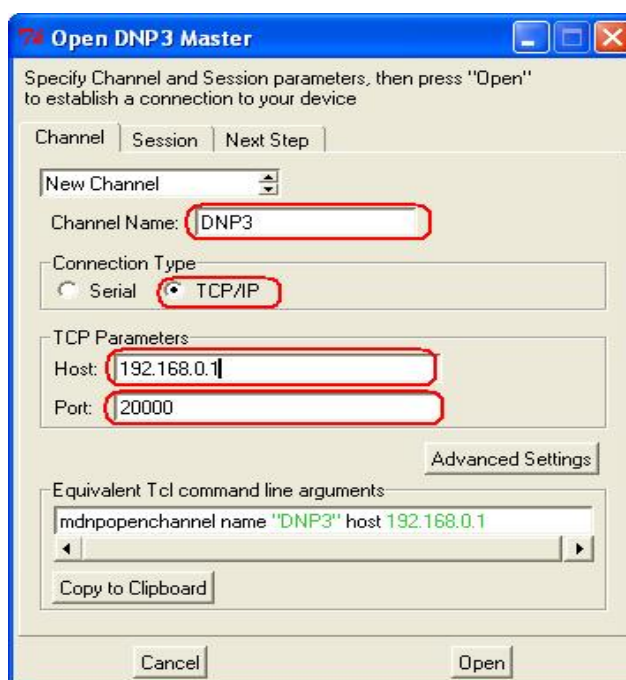 Open DNP3 Master
Specify Channel and Session parameters, then press "Open"
to establish a connection to your device
Channel Session Next Step
New Channel
Channel Name: DNP3
Connection Type
Serial TCP/IP
TCP Parameters
Host: 192.168.0.1
Port: 20000
Advanced Settings
Equivalent Tcl command line arguments
mdnpopenchannel name "DNP3" host 192.168.0.1
Copy to Clipboard
Cancel Open